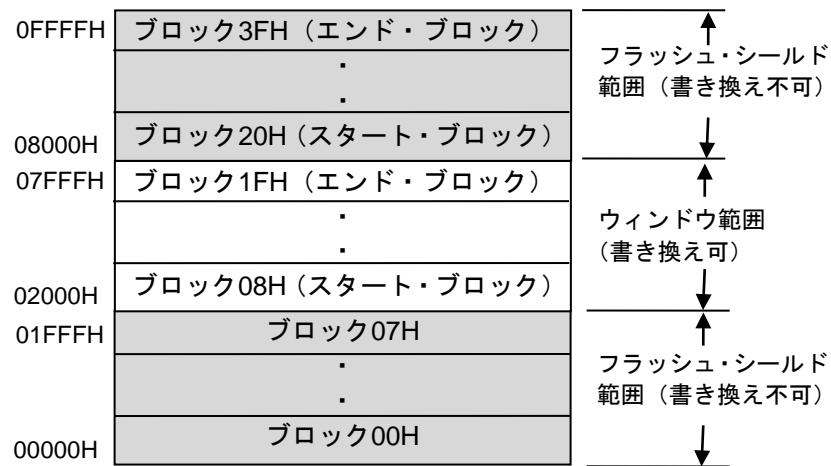 0FFFFH
ブロック3FH（エンド・ブロック）
・
・
08000H
ブロック20H（スタート・ブロック）
フラッシュ・シールド
範囲（書き換え不可）
07FFFH
ブロック1FH（エンド・ブロック）
・
・
02000H
ブロック08H（スタート・ブロック）
ウィンドウ範囲
（書き換え可）
01FFFH
ブロック07H
・
・
00000H
ブロック00H
フラッシュ・シールド
範囲（書き換え不可）